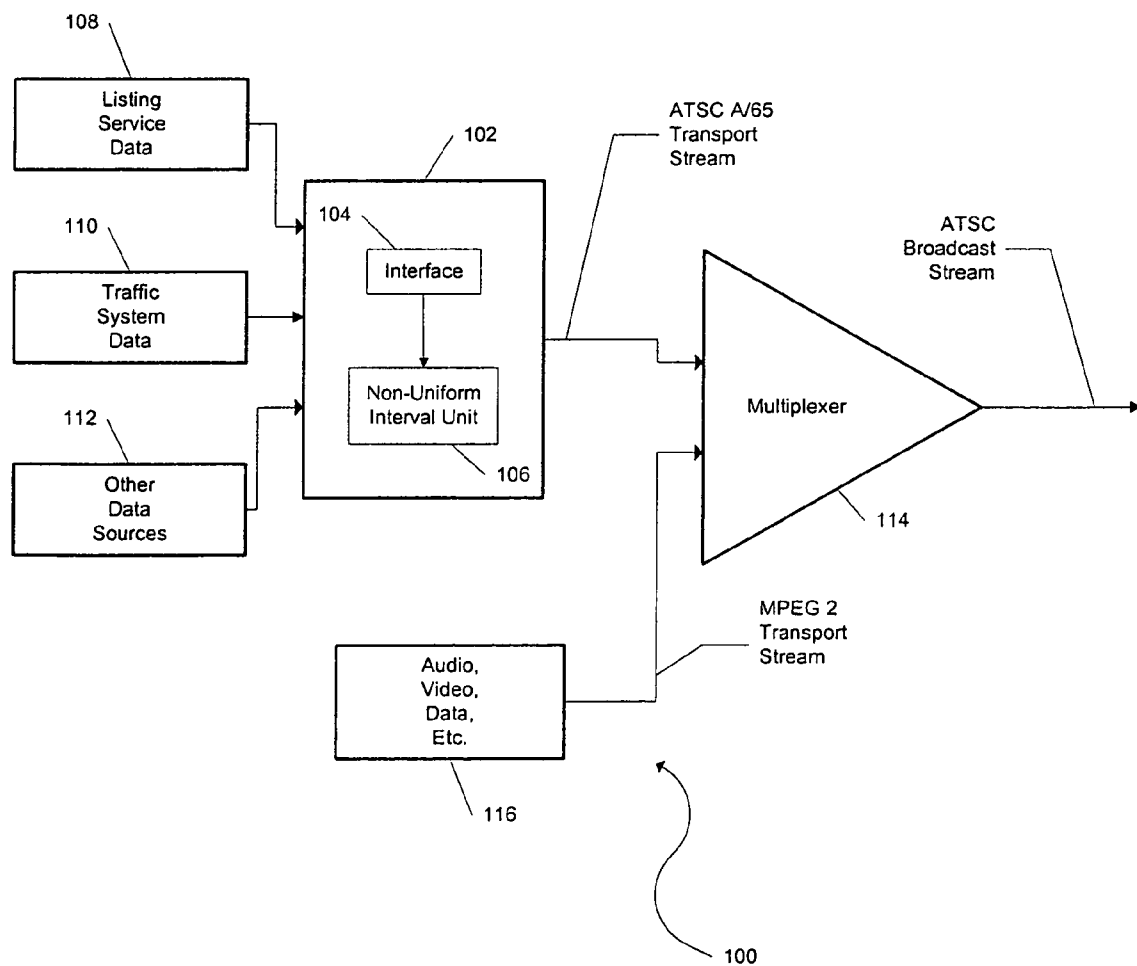 108
Listing
Service
Data
110
Traffic
System
Data
112
Other
Data
Sources
102
104
Interface
Non-Uniform
Interval Unit
106
ATSC A/65
Transport
Stream
ATSC
Broadcast
Stream
Multiplexer
114
MPEG 2
Transport
Stream
Audio,
Video,
Data,
Etc.
116
100